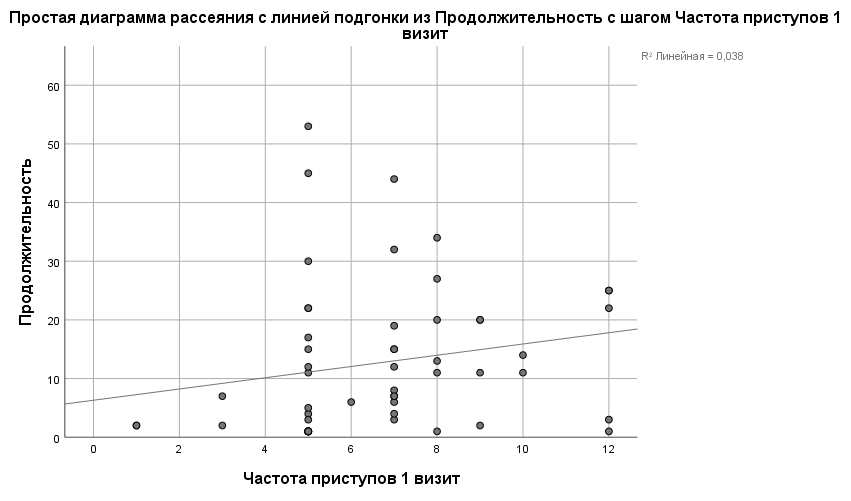 Простая диаграмма рассеяния с линией подгонки из Продолжительность с шагом Частота приступов 1
визит
R² Линейная = 0,038
60
50
40
30
20
10
0
Продолжительность
0 2 4 6 8 10 12
Частота приступов 1 визит